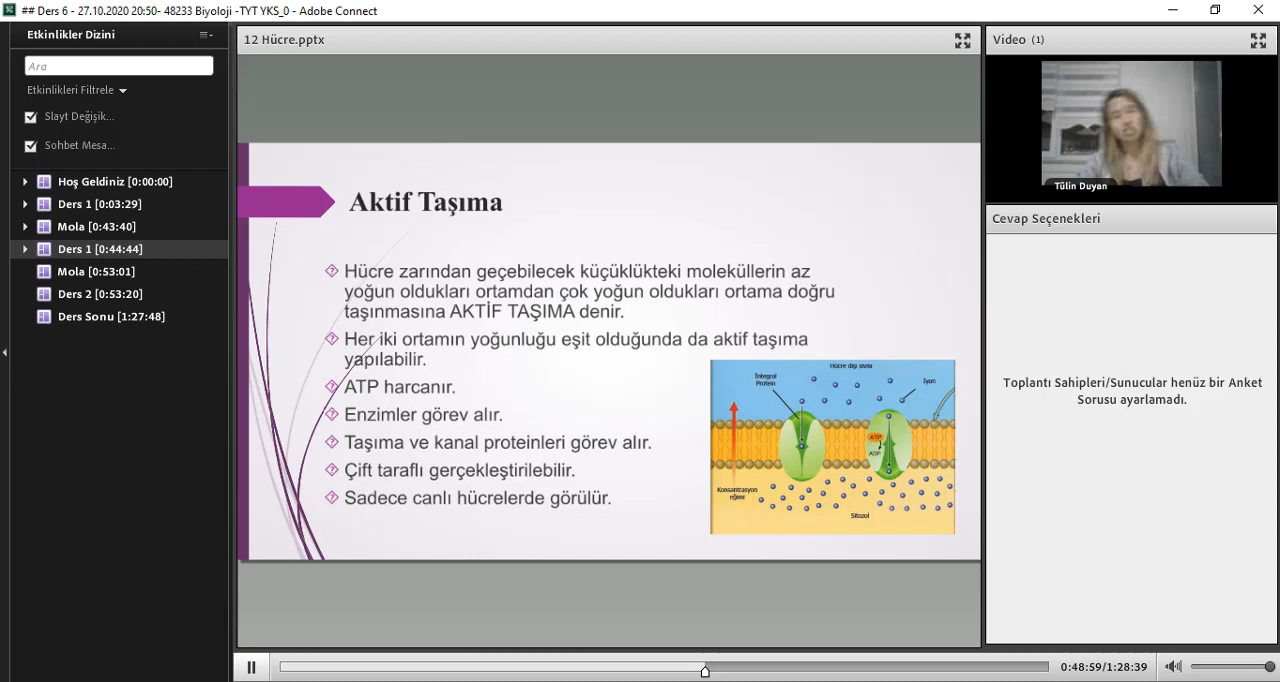 ## Ders 6 - 27.10.2020 20:50- 48233 Biyoloji -TYT YKS_0 - Adobe Connect
Etkinlikler Dizini
Ara
Etkinlikleri Filtrele
Slayt Değişik...
Sohbet Mesa...
Hoş Geldiniz [0:00:00]
Ders 1 [0:03:29]
Mola [0:43:40]
Ders 1 [0:44:44]
Mola [0:53:01]
Ders 2 [0:53:20]
Ders Sonu [1:27:48]
12 Hücre.pptx
Aktif Taşıma
Hücre zarından geçebilecek küçüklükteki moleküllerin az
yoğun oldukları ortamdan çok yoğun oldukları ortama doğru
taşınmasına AKTİF TAŞIMA denir.
Her iki ortamın yoğunluğu eşit olduğunda da aktif taşıma
yapılabilir.
ATP harcanır.
Enzimler görev alır.
Taşıma ve kanal proteinleri görev alır.
Çift taraflı gerçekleştirilebilir.
Sadece canlı hücrelerde görülür.
Hücre dışı sıvısı
İntegral
Protein
İyon
ATP
ADP
Konsantrasyon
eğimi
Sitozol
Video (1)
Tülin Duyan
Cevap Seçenekleri
Toplantı Sahipleri/Sunucular henüz bir Anket
Sorusu ayarlamadı.
0:48:59/1:28:39